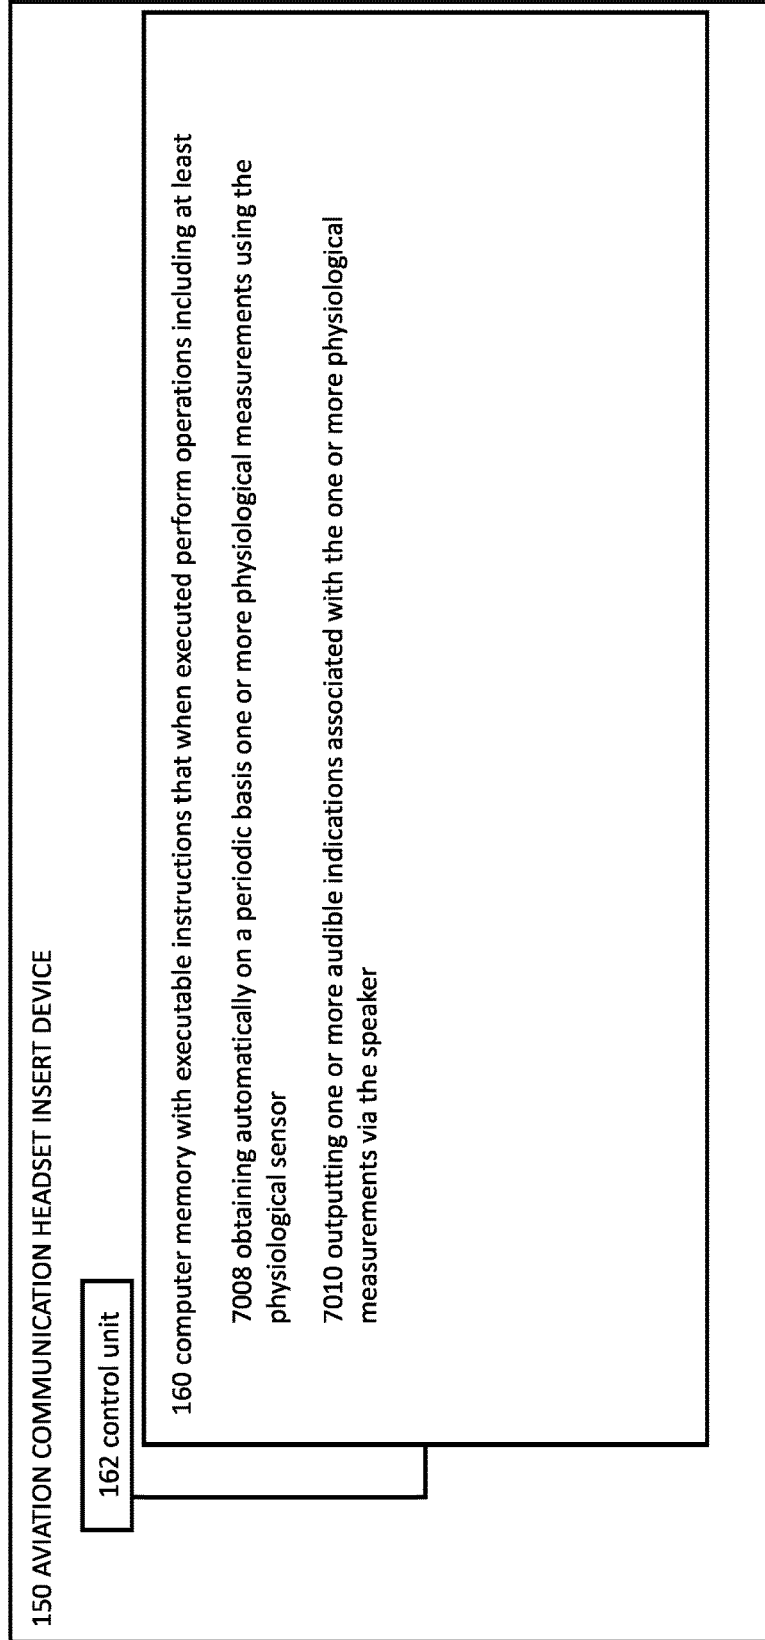 150 AVIATION COMMUNICATION HEADSET INSERT DEVICE
162 control unit
160 computer memory with executable instructions that when executed perform operations including at least
7008 obtaining automatically on a periodic basis one or more physiological measurements using the
physiological sensor
7010 outputting one or more audible indications associated with the one or more physiological
measurements via the speaker